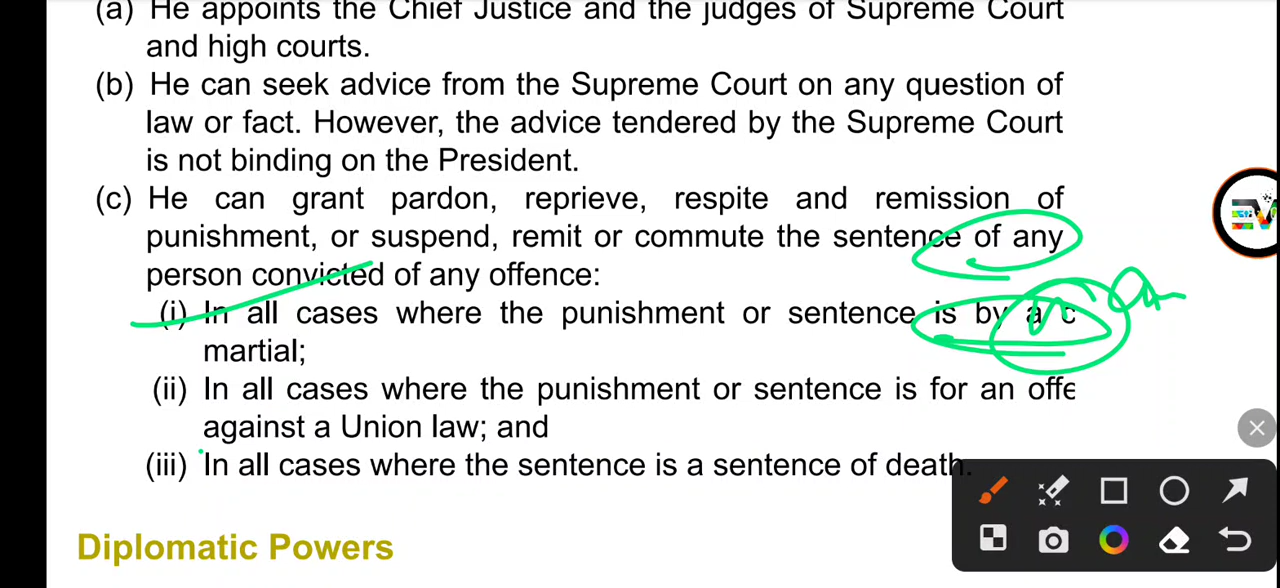 (a) He appoints the Chief Justice and the judges of Supreme Court
and high courts.
(b) He can seek advice from the Supreme Court on any question of
law or fact. However, the advice tendered by the Supreme Court
is not binding on the President.
(c) He can grant pardon, reprieve, respite and remission of
punishment, or suspend, remit or commute the sentence of any
person convicted of any offence:
(i) In all cases where the punishment or sentence is by a c
martial;
(ii) In all cases where the punishment or sentence is for an offe
against a Union law; and
(iii) In all cases where the sentence is a sentence of death.
Diplomatic Powers